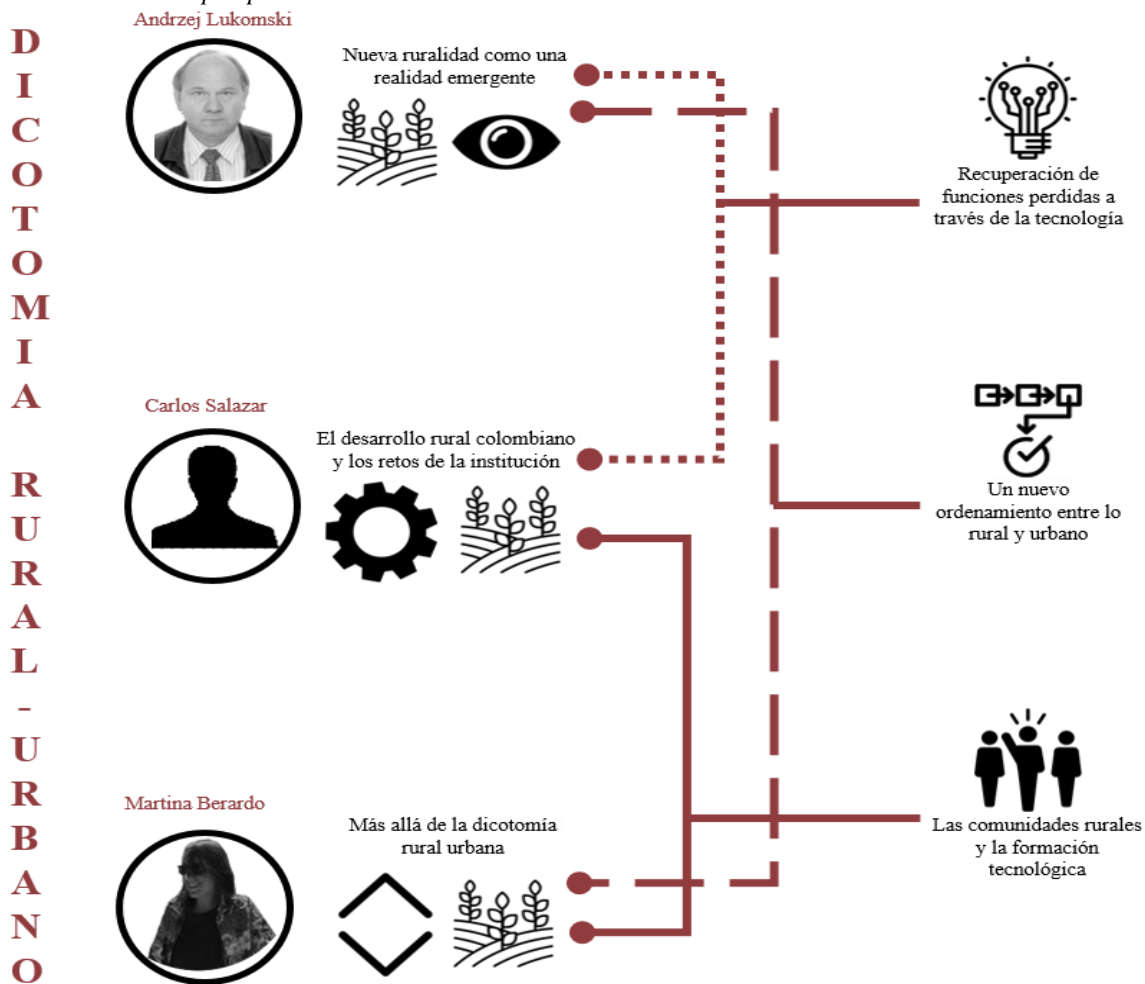 Andrzej Lukomski
Nueva ruralidad como una
realidad emergente
Recuperación de
funciones perdidas a
través de la tecnología
Carlos Salazar
El desarrollo rural colombiano
y los retos de la institución
Un nuevo
ordenamiento entre lo
rural y urbano
Martina Berardo
Más allá de la dicotomía
rural urbana
Las comunidades rurales
y la formación
tecnológica
D
I
C
O
T
O
M
I
A
R
U
R
A
L
-
U
R
B
A
N
O